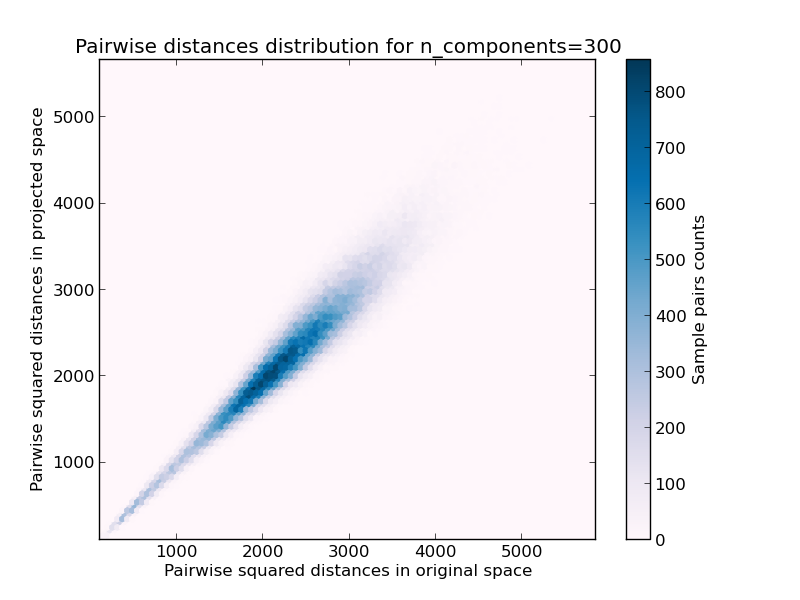 Pairwise distances distribution for n_components=300
Pairwise squared distances in projected space
5000
4000
3000
2000
1000
1000 2000 3000 4000 5000
Pairwise squared distances in original space
800
700
600
500
400
300
200
100
0
Sample pairs counts